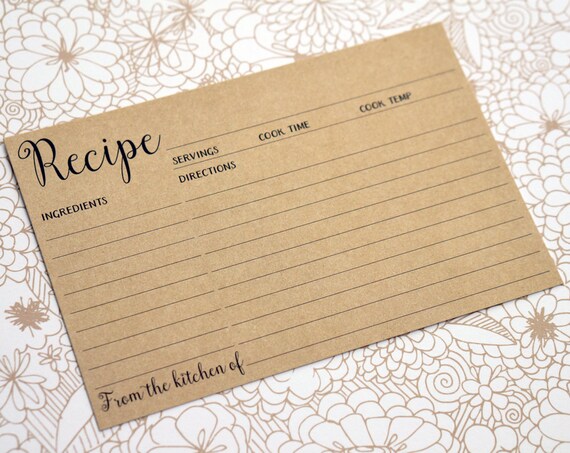 Recipe
SERVINGS COOK TIME COOK TEMP
INGREDIENTS DIRECTIONS
From the kitchen of